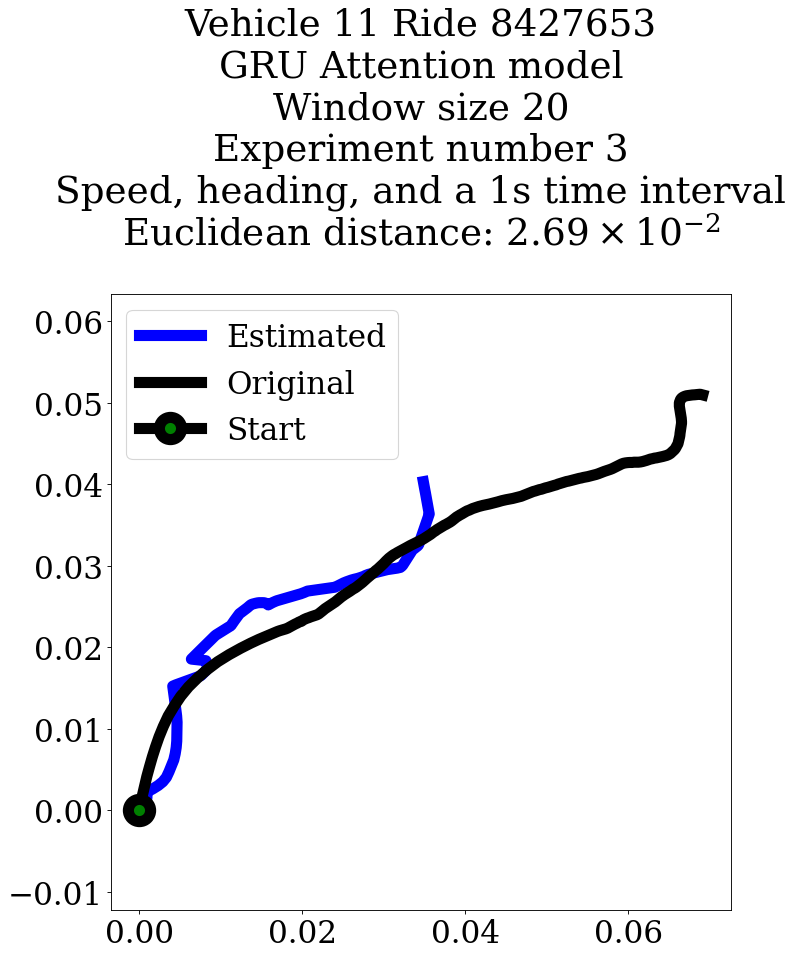 Vehicle 11 Ride 8427653
GRU Attention model
Window size 20
Experiment number 3
Speed, heading, and a 1s time interval
Euclidean distance: 2.69 × 10⁻²
Estimated
Original
Start
0.06
0.05
0.04
0.03
0.02
0.01
0.00
−0.01
0.00 0.02 0.04 0.06